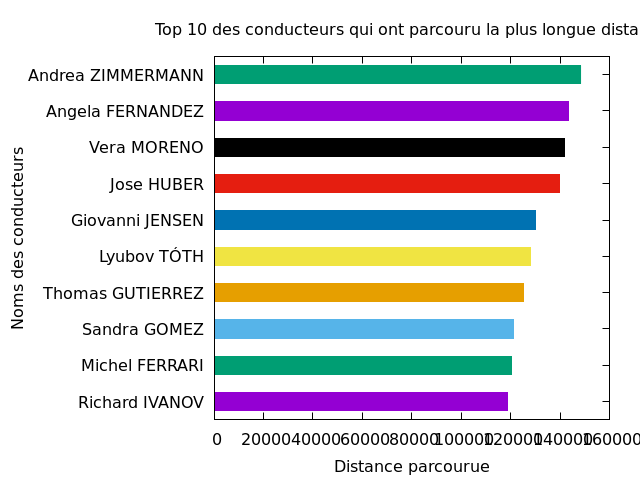 Top 10 des conducteurs qui ont parcouru la plus longue dista
Andrea ZIMMERMANN
Angela FERNANDEZ
Vera MORENO
Jose HUBER
Giovanni JENSEN
Lyubov TÓTH
Thomas GUTIERREZ
Sandra GOMEZ
Michel FERRARI
Richard IVANOV
Noms des conducteurs
0 20000 40000 60000 80000 100000 120000 140000 160000
Distance parcourue